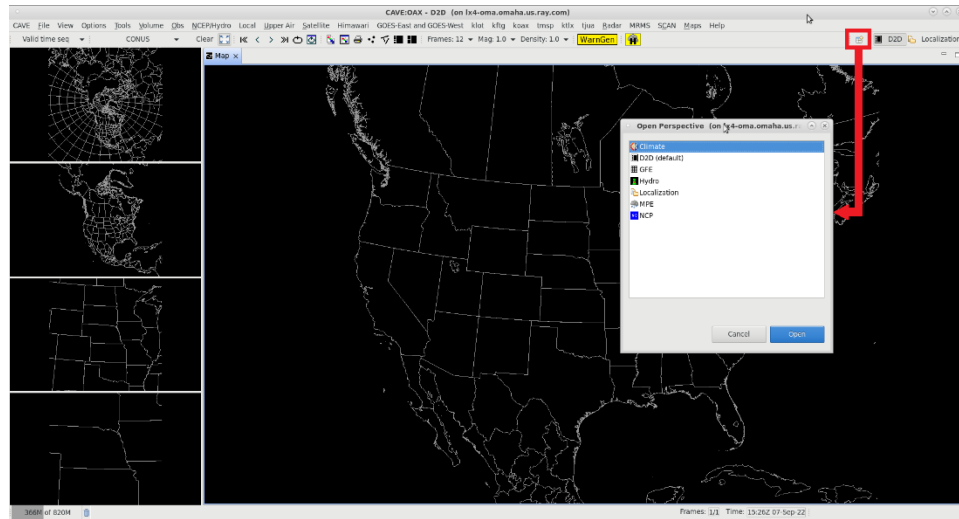 CAVE:OAX - D2D (on lx4-oma.omaha.us.ray.com)
CAVE File View Options Tools Volume Obs NCEP/Hydro Local Upper Air Satellite Himawari GOES-East and GOES-West klot kftg koax tmsp ktlx tjua Radar MRMS SCAN Maps Help
Valid time seq CONUS Clear Frames: 12 Mag: 1.0 Density: 1.0 WarnGen D2D Localization
Map
Open Perspective (on lx4-oma.omaha.us.r
Climate
D2D (default)
GFE
Hydro
Localization
MPE
NCP
Cancel Open
366M of 820M Frames: 1/1 Time: 15:26Z 07-Sep-22